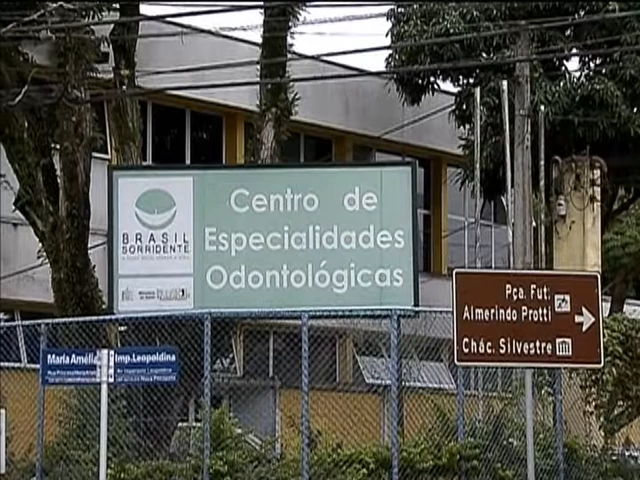 BRASIL
SORRIDENTE
Centro de
Especialidades
Odontológicas
Pça. Fut.
Almerindo Protti
Chác. Silvestre
Maria Amélia
Imp. Leopoldina